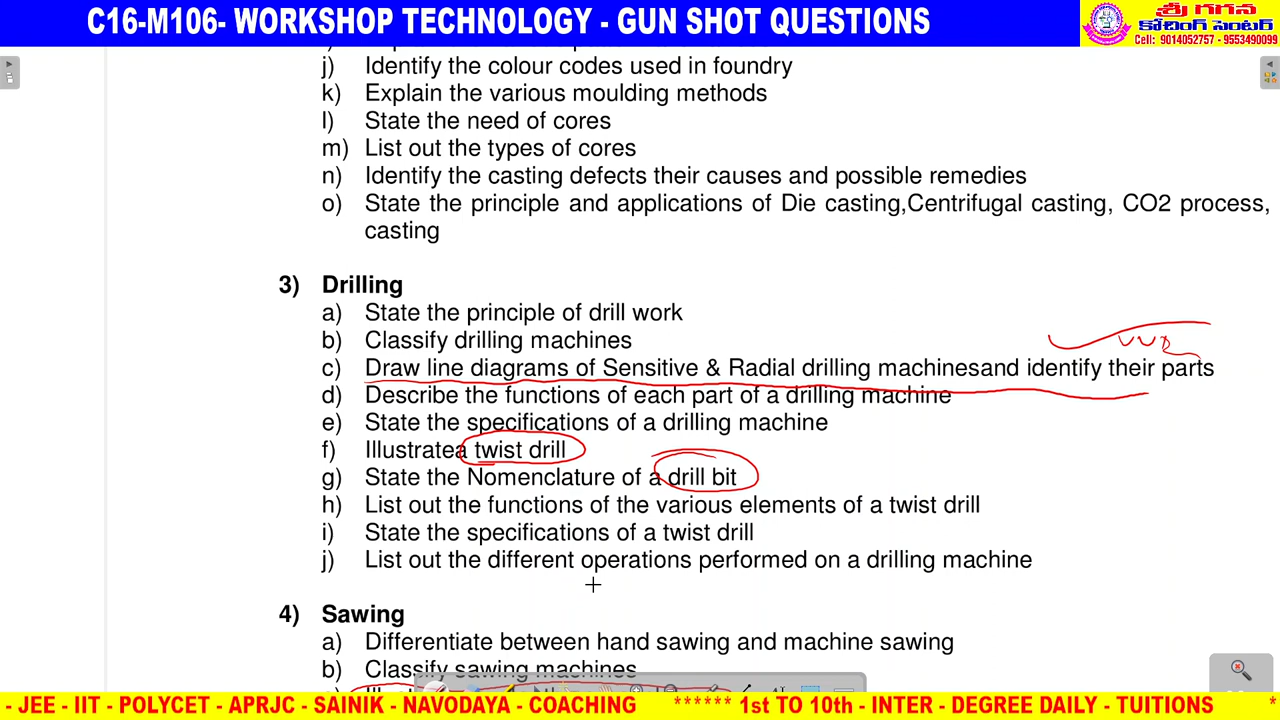 C16-M106- WORKSHOP TECHNOLOGY - GUN SHOT QUESTIONS
శ్రీ గగన
కోచింగ్ సెంటర్
Cell: 9014052757 - 9553490099
j) Identify the colour codes used in foundry
k) Explain the various moulding methods
l) State the need of cores
m) List out the types of cores
n) Identify the casting defects their causes and possible remedies
o) State the principle and applications of Die casting,Centrifugal casting, CO2 process,
casting
3) Drilling
a) State the principle of drill work
b) Classify drilling machines
c) Draw line diagrams of Sensitive & Radial drilling machinesand identify their parts
d) Describe the functions of each part of a drilling machine
e) State the specifications of a drilling machine
f) Illustratea twist drill
g) State the Nomenclature of a drill bit
h) List out the functions of the various elements of a twist drill
i) State the specifications of a twist drill
j) List out the different operations performed on a drilling machine
4) Sawing
a) Differentiate between hand sawing and machine sawing
b) Classify sawing machines
- JEE - IIT - POLYCET - APRJC - SAINIK - NAVODAYA - COACHING ****** 1st TO 10th - INTER - DEGREE DAILY - TUITIONS *